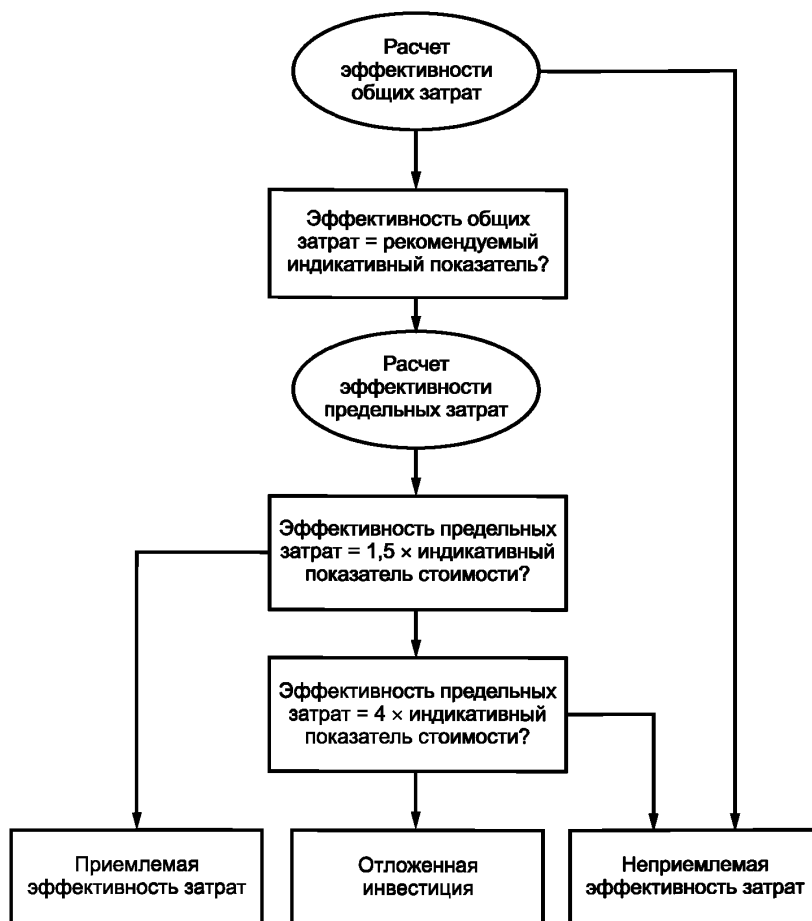 Расчет
эффективности
общих затрат
Эффективность общих
затрат = рекомендуемый
индикативный показатель?
Расчет
эффективности
предельных затрат
Эффективность предельных
затрат = 1,5 × индикативный
показатель стоимости?
Эффективность предельных
затрат = 4 × индикативный
показатель стоимости?
Приемлемая
эффективность затрат
Отложенная
инвестиция
Неприемлемая
эффективность затрат